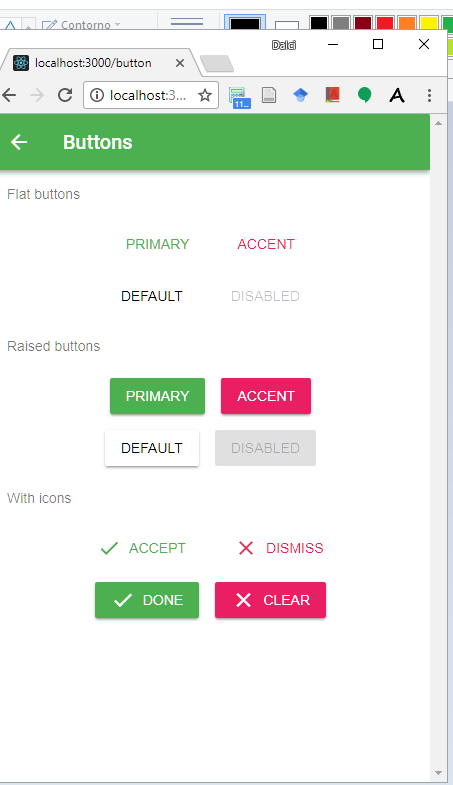 Contorno
Dalci
localhost:3000/button
localhost:3...
11...
Buttons
Flat buttons
PRIMARY ACCENT
DEFAULT DISABLED
Raised buttons
PRIMARY ACCENT
DEFAULT DISABLED
With icons
ACCEPT DISMISS
DONE CLEAR